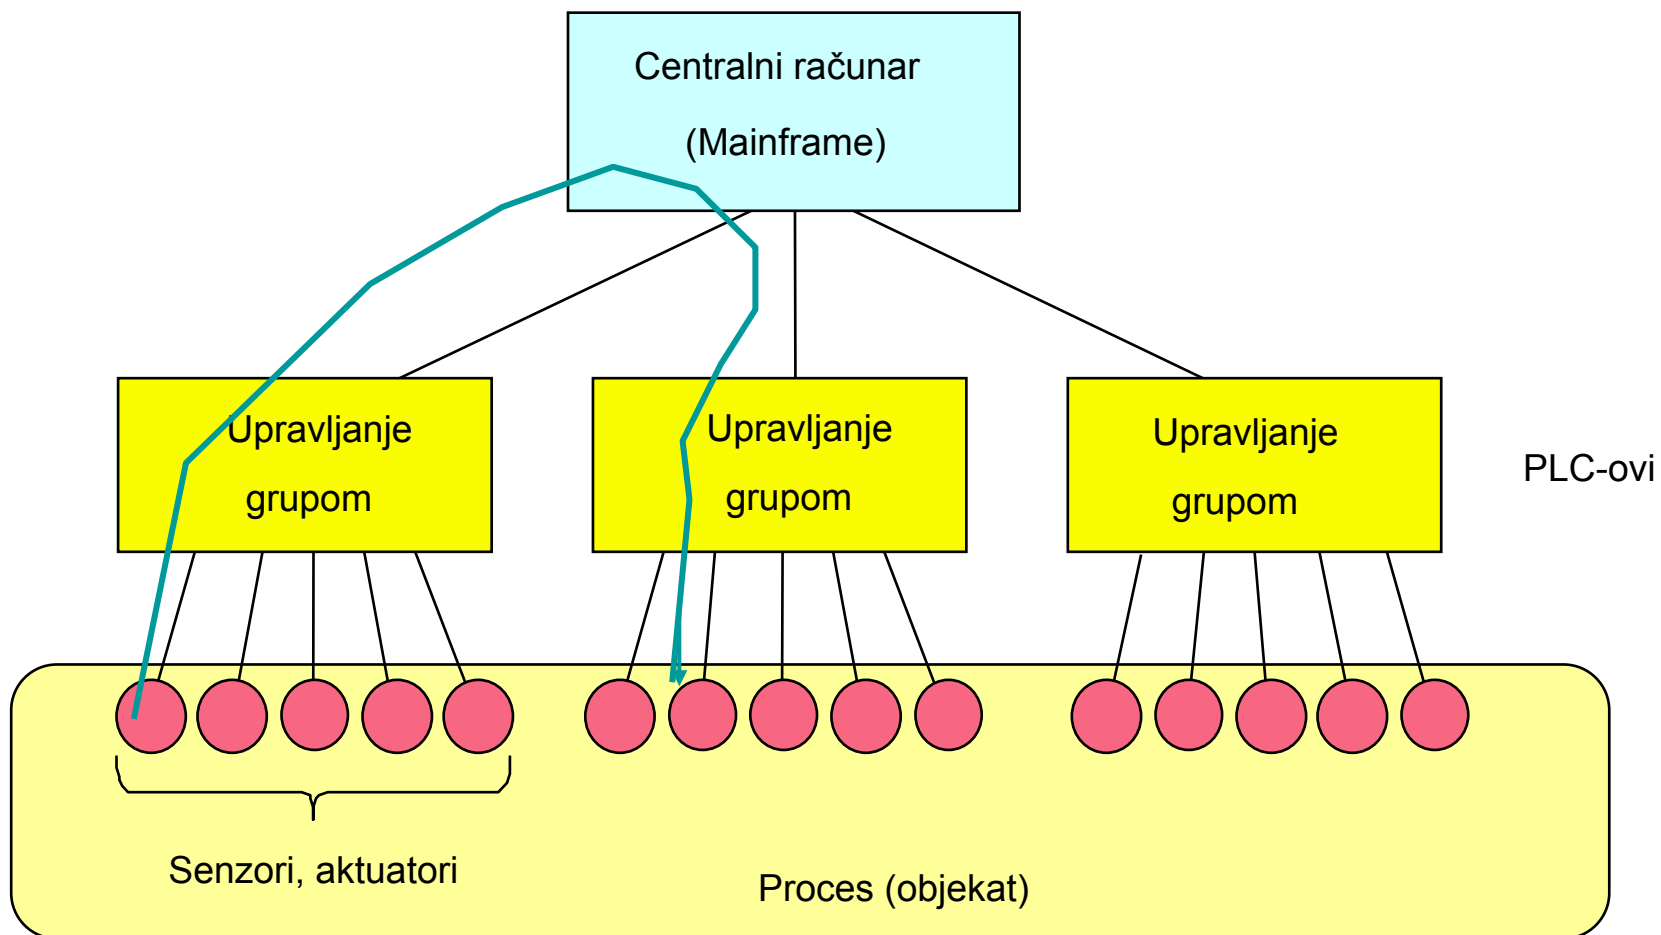 Centralni računar
(Mainframe)
Upravljanje
grupom
Upravljanje
grupom
Upravljanje
grupom
PLC-ovi
Senzori, aktuatori
Proces (objekat)